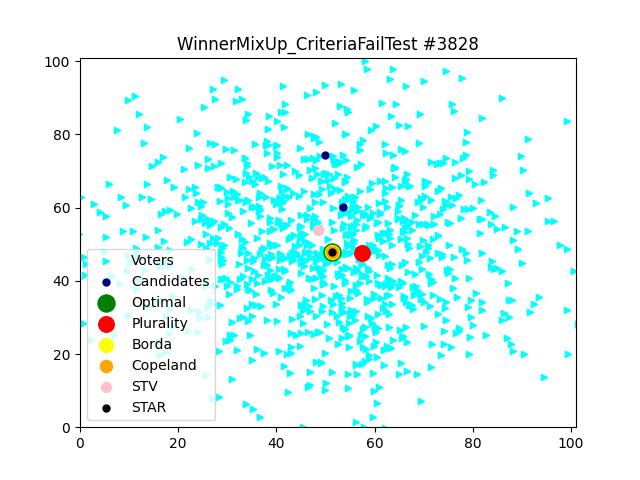 WinnerMixUp_CriteriaFailTest #3828
100
80
60
40
20
0
0 20 40 60 80 100
Voters
Candidates
Optimal
Plurality
Borda
Copeland
STV
STAR